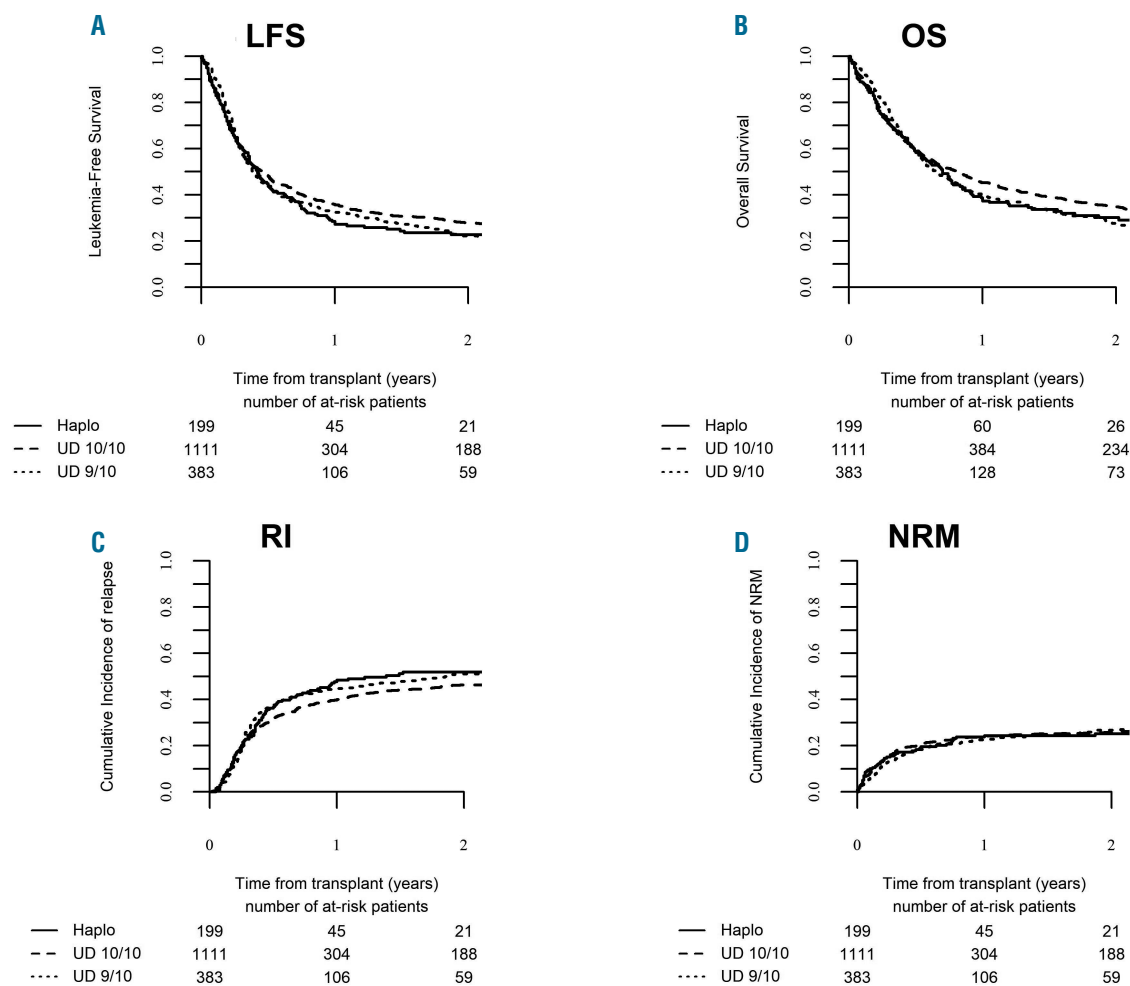 A
LFS
Leukemia-Free Survival
1.0
0.8
0.6
0.4
0.2
0.0
0 1 2
Time from transplant (years)
number of at-risk patients
Haplo 199 45 21
UD 10/10 1111 304 188
UD 9/10 383 106 59
B
OS
Overall Survival
1.0
0.8
0.6
0.4
0.2
0.0
0 1 2
Time from transplant (years)
number of at-risk patients
Haplo 199 60 26
UD 10/10 1111 384 234
UD 9/10 383 128 73
C
RI
Cumulative Incidence of relapse
1.0
0.8
0.6
0.4
0.2
0.0
0 1 2
Time from transplant (years)
number of at-risk patients
Haplo 199 45 21
UD 10/10 1111 304 188
UD 9/10 383 106 59
D
NRM
Cumulative Incidence of NRM
1.0
0.8
0.6
0.4
0.2
0.0
0 1 2
Time from transplant (years)
number of at-risk patients
Haplo 199 45 21
UD 10/10 1111 304 188
UD 9/10 383 106 59